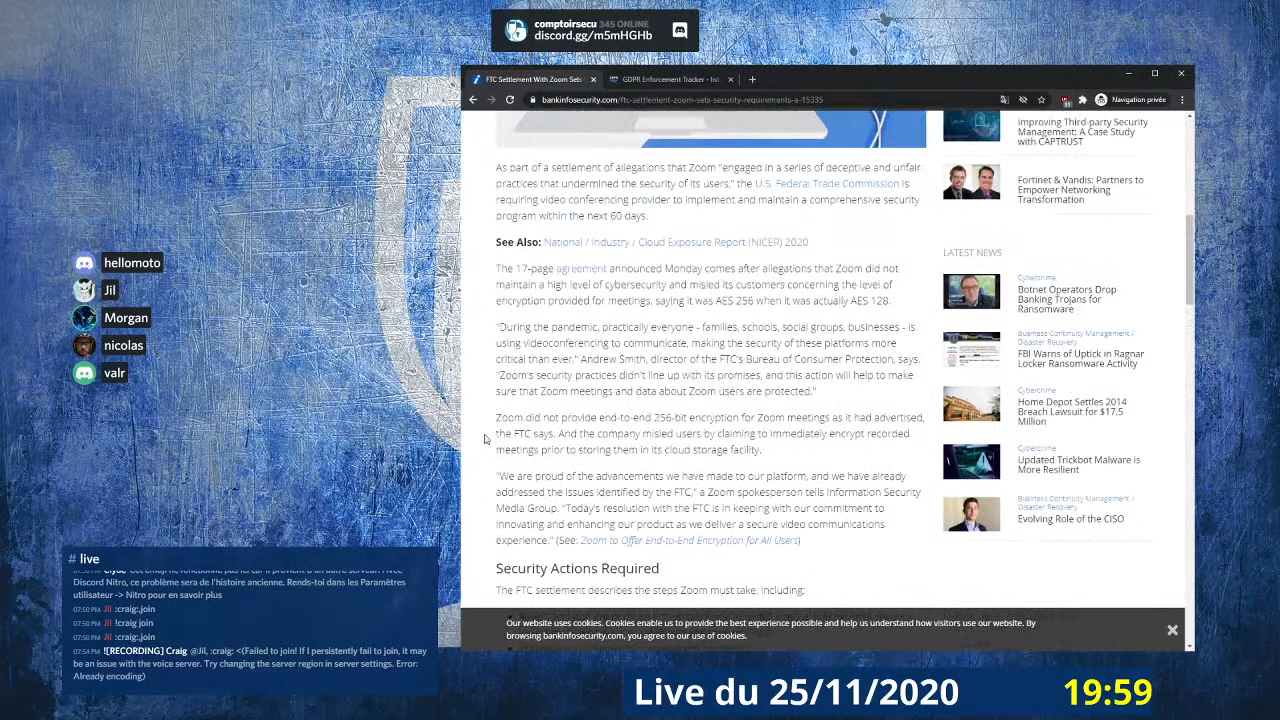 comptoirsecu 345 ONLINE
discord.gg/m5mHGHb
FTC Settlement With Zoom Sets
GDPR Enforcement Tracker - list
bankinfosecurity.com/ftc-settlement-zoom-sets-security-requirements-a-15335
Navigation privée
As part of a settlement of allegations that Zoom "engaged in a series of deceptive and unfair
practices that undermined the security of its users," the U.S. Federal Trade Commission is
requiring video conferencing provider to implement and maintain a comprehensive security
program within the next 60 days.
See Also: National / Industry / Cloud Exposure Report (NICER) 2020
The 17-page agreement announced Monday comes after allegations that Zoom did not
maintain a high level of cybersecurity and misled its customers concerning the level of
encryption provided for meetings, saying it was AES 256 when it was actually AES 128.
"During the pandemic, practically everyone - families, schools, social groups, businesses - is
using videoconferencing to communicate, making the security of these platforms more
critical than ever," Andrew Smith, director of the FTC's Bureau of Consumer Protection, says.
"Zoom's security practices didn't line up with its promises, and this action will help to make
sure that Zoom meetings and data about Zoom users are protected."
Zoom did not provide end-to-end 256-bit encryption for Zoom meetings as it had advertised,
the FTC says. And the company misled users by claiming to immediately encrypt recorded
meetings prior to storing them in its cloud storage facility.
"We are proud of the advancements we have made to our platform, and we have already
addressed the issues identified by the FTC," a Zoom spokesperson tells Information Security
Media Group. "Today's resolution with the FTC is in keeping with our commitment to
innovating and enhancing our product as we deliver a secure video communications
experience." (See: Zoom to Offer End-to-End Encryption for All Users)
Security Actions Required
The FTC settlement describes the steps Zoom must take, including:
Improving Third-party Security
Management: A Case Study
with CAPTRUST
Fortinet & Vandis: Partners to
Empower Networking
Transformation
LATEST NEWS
Cybercrime
Botnet Operators Drop
Banking Trojans for
Ransomware
Business Continuity Management /
Disaster Recovery
FBI Warns of Uptick in Ragnar
Locker Ransomware Activity
Cybercrime
Home Depot Settles 2014
Breach Lawsuit for $17.5
Million
Cybercrime
Updated Trickbot Malware Is
More Resilient
Business Continuity Management /
Disaster Recovery
Evolving Role of the CISO
Our website uses cookies. Cookies enable us to provide the best experience possible and help us understand how visitors use our website. By
browsing bankinfosecurity.com, you agree to our use of cookies.
hellomoto
Jil
Morgan
nicolas
valr
# live
Discord Nitro, ce problème sera de l'histoire ancienne. Rends-toi dans les Paramètres
utilisateur -> Nitro pour en savoir plus
07:50 PM Jil :craig:,join
07:50 PM Jil !craig join
07:50 PM Jil :craig:,join
07:54 PM ![RECORDING] Craig @Jil, :craig: <(Failed to join! If I persistently fail to join, it may
be an issue with the voice server. Try changing the server region in server settings. Error:
Already encoding)
Live du 25/11/2020
19:59